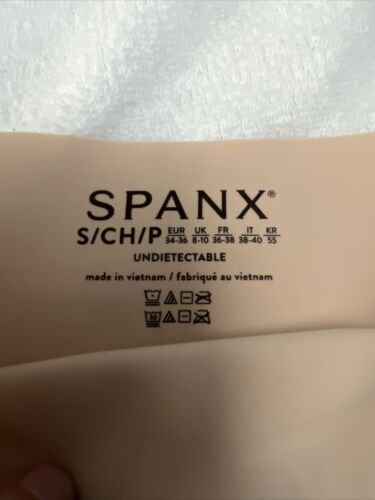 SPANX®
S/CH/P EUR 34-36 UK 8-10 FR 36-38 IT 38-40 KR 55
UNDIETECTABLE
made in vietnam / fabriqué au vietnam
30